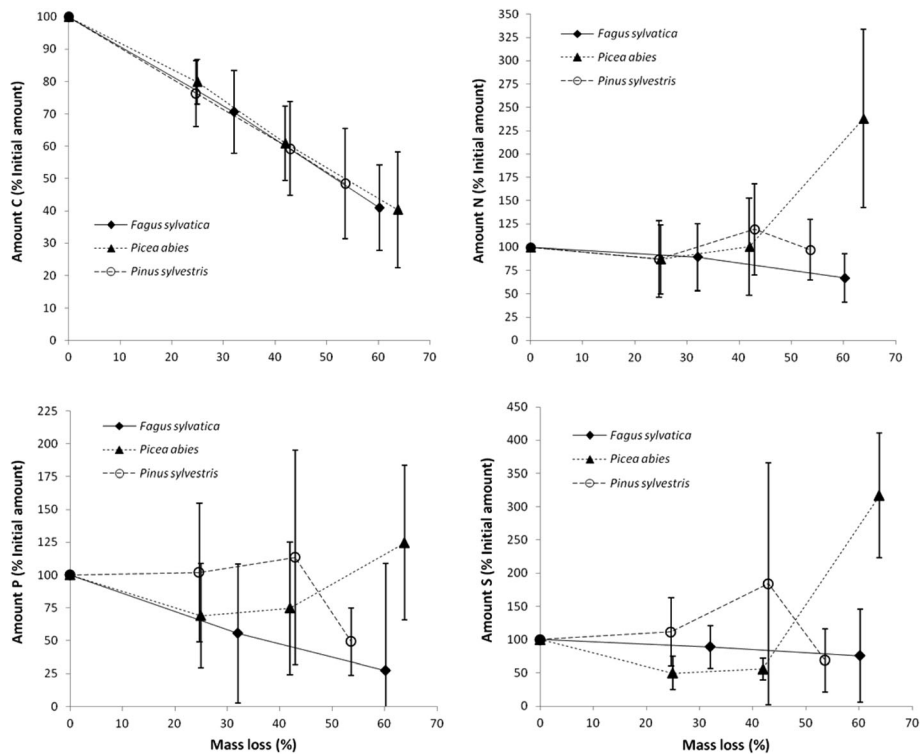 Amount C (% Initial amount)
100
90
80
70
60
50
40
30
20
10
0
Fagus sylvatica
Picea abies
Pinus sylvestris
0 10 20 30 40 50 60 70
Amount N (% Initial amount)
350
325
300
275
250
225
200
175
150
125
100
75
50
25
0
Fagus sylvatica
Picea abies
Pinus sylvestris
0 10 20 30 40 50 60 70
Amount P (% Initial amount)
225
200
175
150
125
100
75
50
25
0
Fagus sylvatica
Picea abies
Pinus sylvestris
0 10 20 30 40 50 60 70
Mass loss (%)
Amount S (% Initial amount)
450
400
350
300
250
200
150
100
50
0
Fagus sylvatica
Picea abies
Pinus sylvestris
0 10 20 30 40 50 60 70
Mass loss (%)